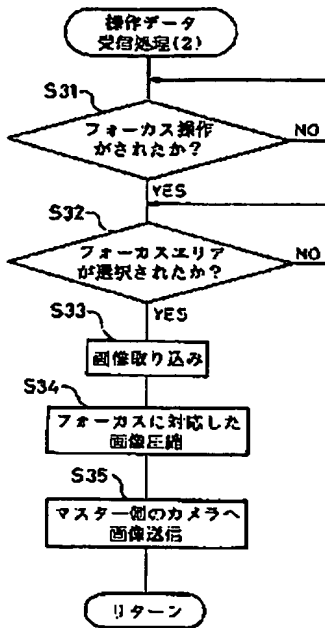 操作データ
受信処理(2)
S31
フォーカス操作
がされたか?
NO
YES
S32
フォーカスエリア
が選択されたか?
NO
YES
S33
画像取り込み
S34
フォーカスに対応した
画像圧縮
S35
マスター側のカメラへ
画像送信
リターン